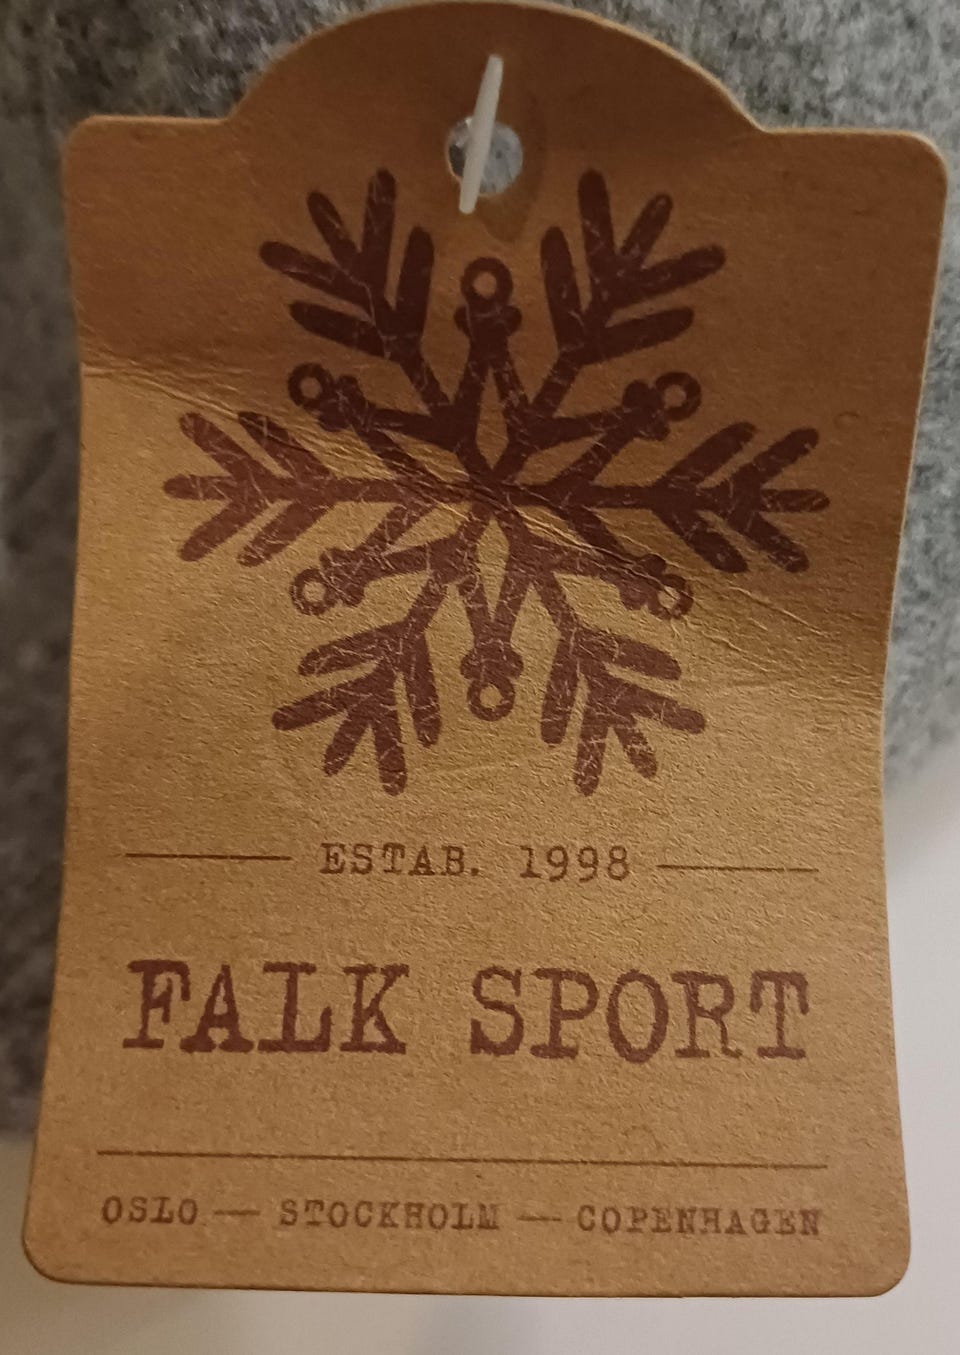 ESTAB. 1998
FALK SPORT
OSLO — STOCKHOLM — COPENHAGEN